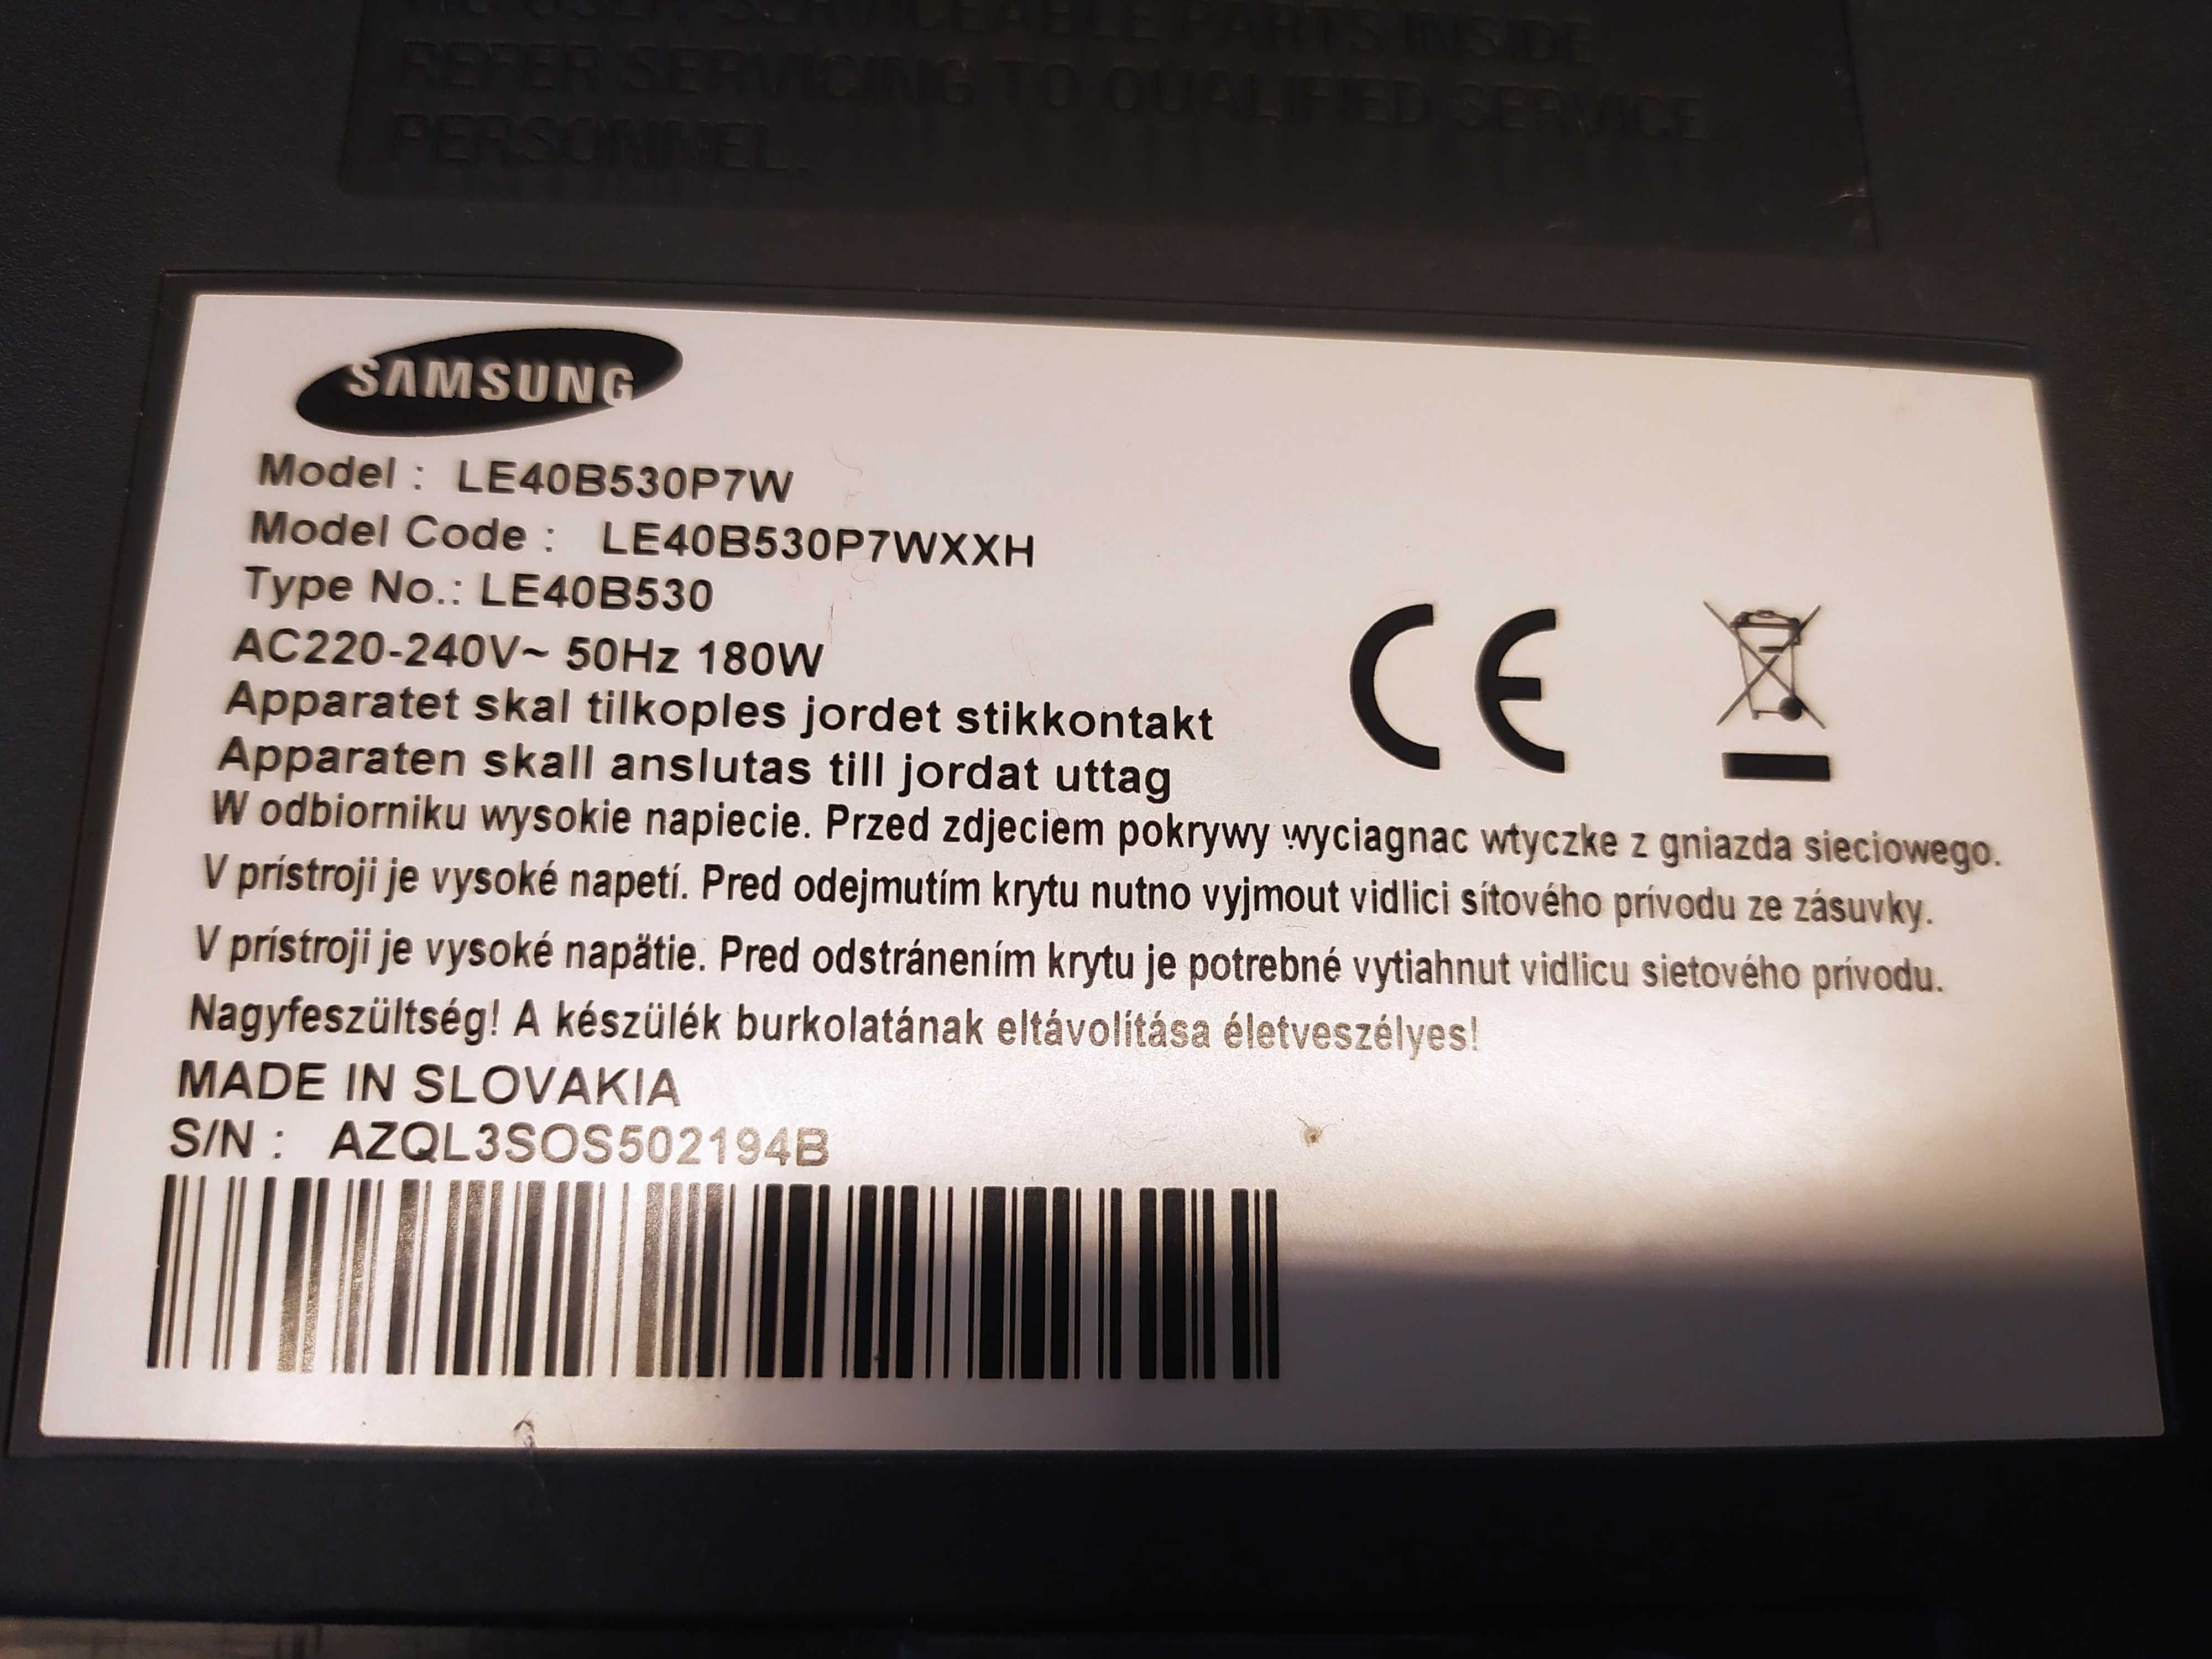 NO USER SERVICEABLE PARTS INSIDE.
REFER SERVICING TO QUALIFIED SERVICE
PERSONNEL.
SAMSUNG
Model : LE40B530P7W
Model Code : LE40B530P7WXXH
Type No.: LE40B530
AC220-240V~ 50Hz 180W
Apparatet skal tilkoples jordet stikkontakt
Apparaten skall anslutas till jordat uttag
W odbiorniku wysokie napiecie. Przed zdjeciem pokrywy wyciagnac wtyczke z gniazda sieciowego.
V prístroji je vysoké napetí. Pred odejmutím krytu nutno vyjmout vidlici sítového prívodu ze zásuvky.
V prístroji je vysoké napätie. Pred odstránením krytu je potrebné vytiahnut vidlicu sietového prívodu.
Nagyfeszültség! A készülék burkolatának eltávolítása életveszélyes!
MADE IN SLOVAKIA
S/N : AZQL3SOS502194B
CE